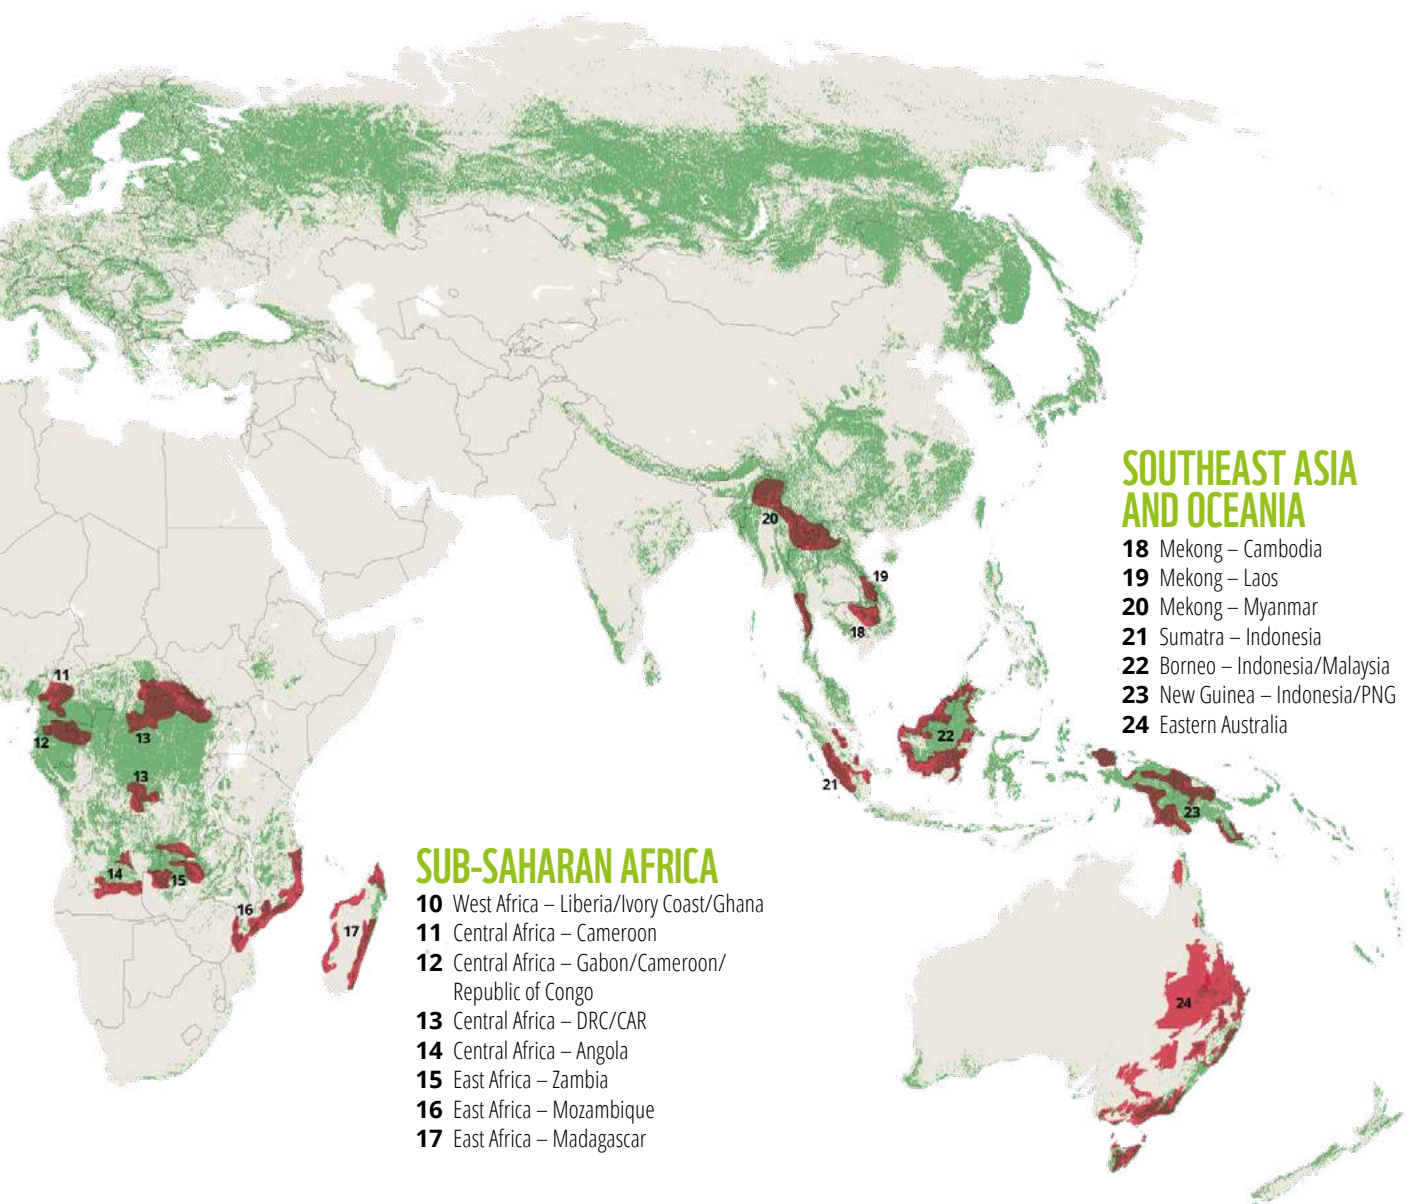 20
19
18
11
12
13
13
14
15
16
17
21
22
23
24
SOUTHEAST ASIA
AND OCEANIA
18 Mekong – Cambodia
19 Mekong – Laos
20 Mekong – Myanmar
21 Sumatra – Indonesia
22 Borneo – Indonesia/Malaysia
23 New Guinea – Indonesia/PNG
24 Eastern Australia
SUB-SAHARAN AFRICA
10 West Africa – Liberia/Ivory Coast/Ghana
11 Central Africa – Cameroon
12 Central Africa – Gabon/Cameroon/
Republic of Congo
13 Central Africa – DRC/CAR
14 Central Africa – Angola
15 East Africa – Zambia
16 East Africa – Mozambique
17 East Africa – Madagascar